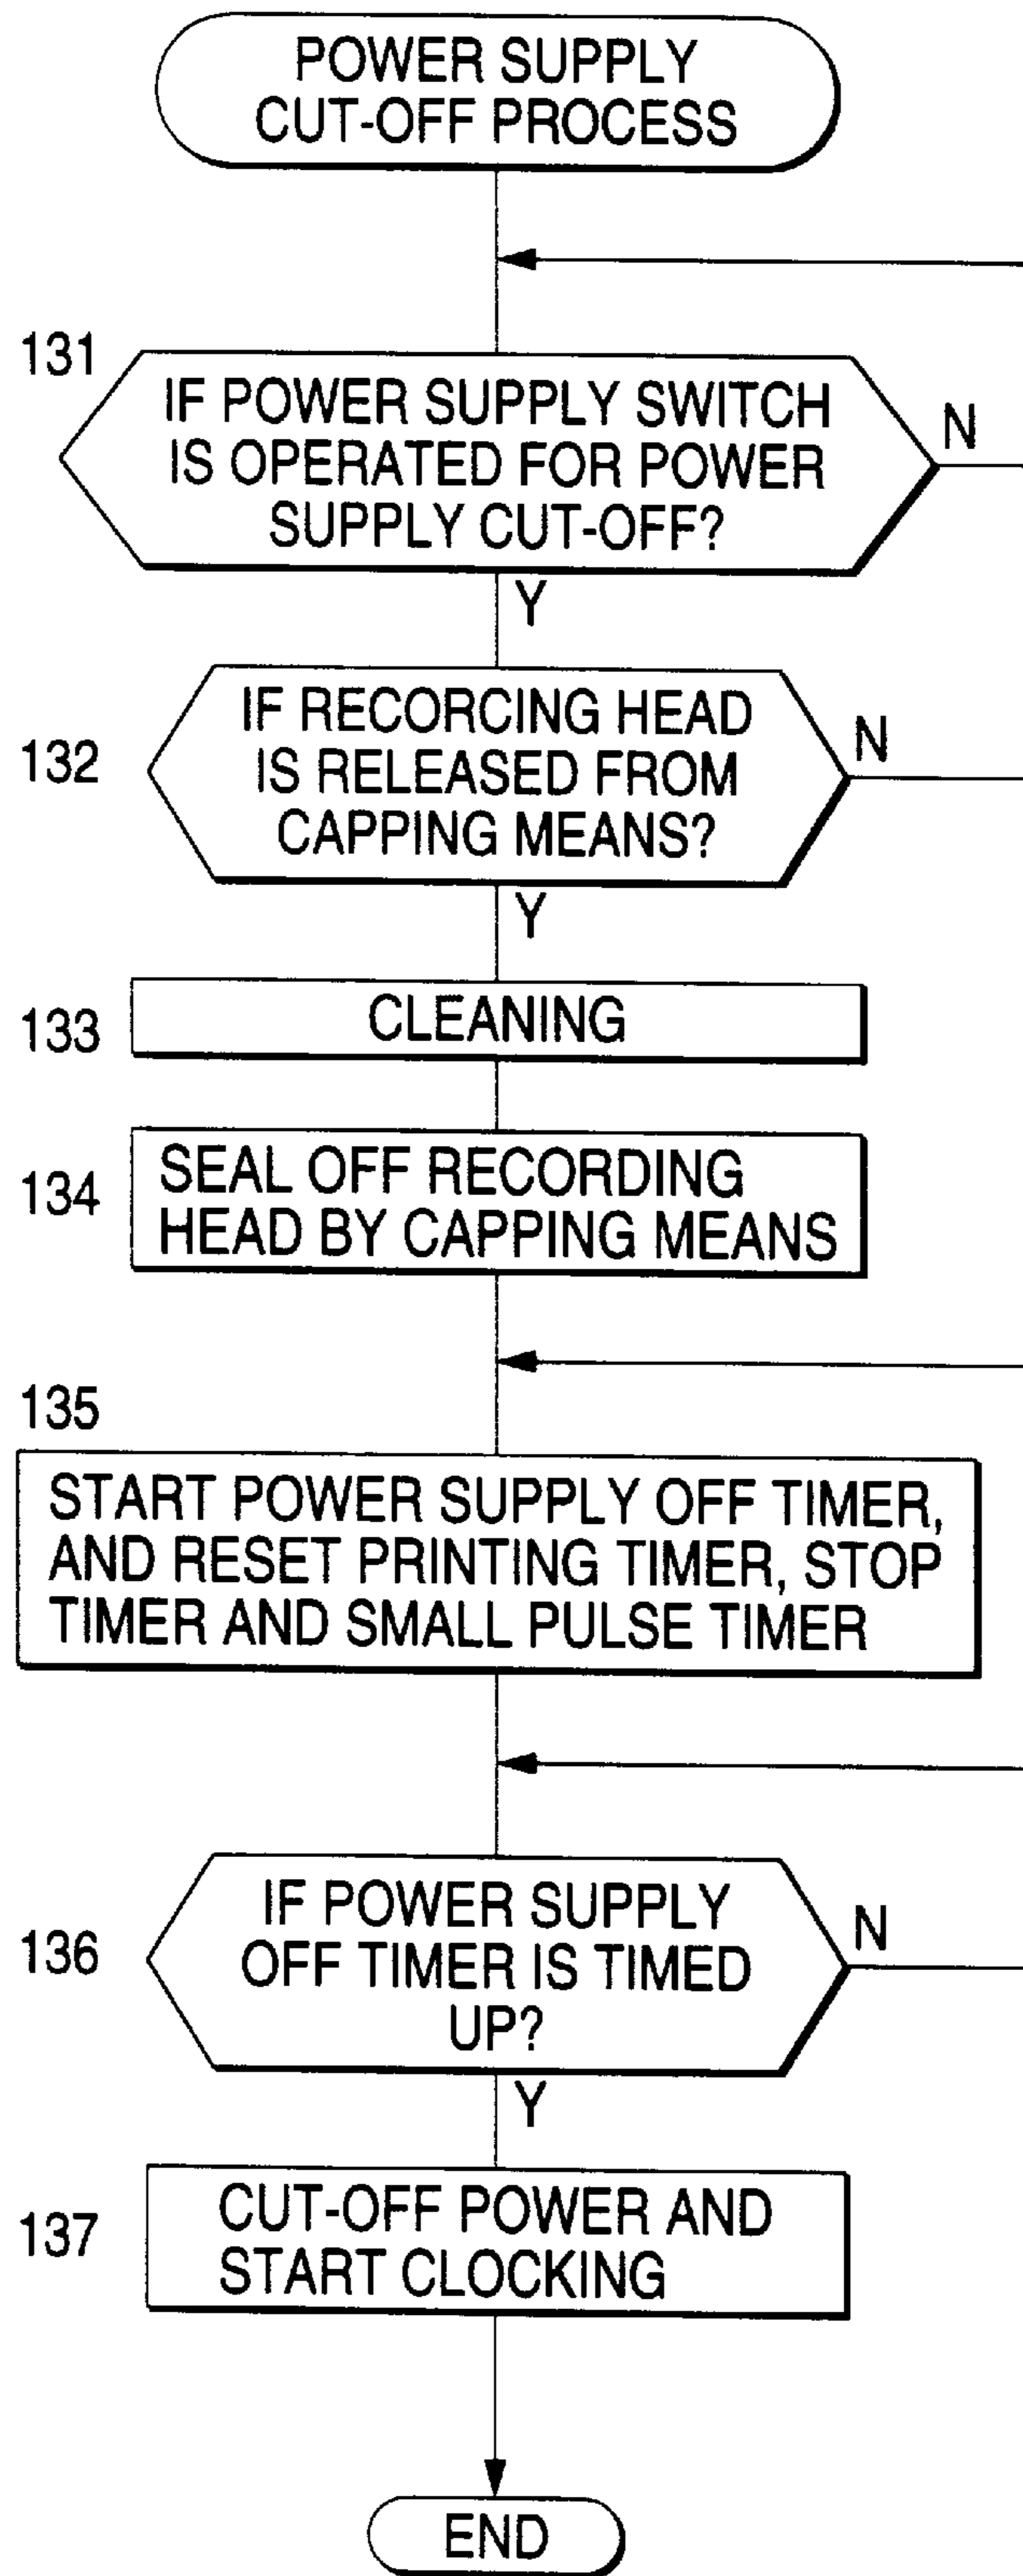 POWER SUPPLY
CUT-OFF PROCESS
131
IF POWER SUPPLY SWITCH
IS OPERATED FOR POWER
SUPPLY CUT-OFF?
N
Y
132
IF RECORCING HEAD
IS RELEASED FROM
CAPPING MEANS?
N
Y
133
CLEANING
134
SEAL OFF RECORDING
HEAD BY CAPPING MEANS
135
START POWER SUPPLY OFF TIMER,
AND RESET PRINTING TIMER, STOP
TIMER AND SMALL PULSE TIMER
136
IF POWER SUPPLY
OFF TIMER IS TIMED
UP?
N
Y
137
CUT-OFF POWER AND
START CLOCKING
END